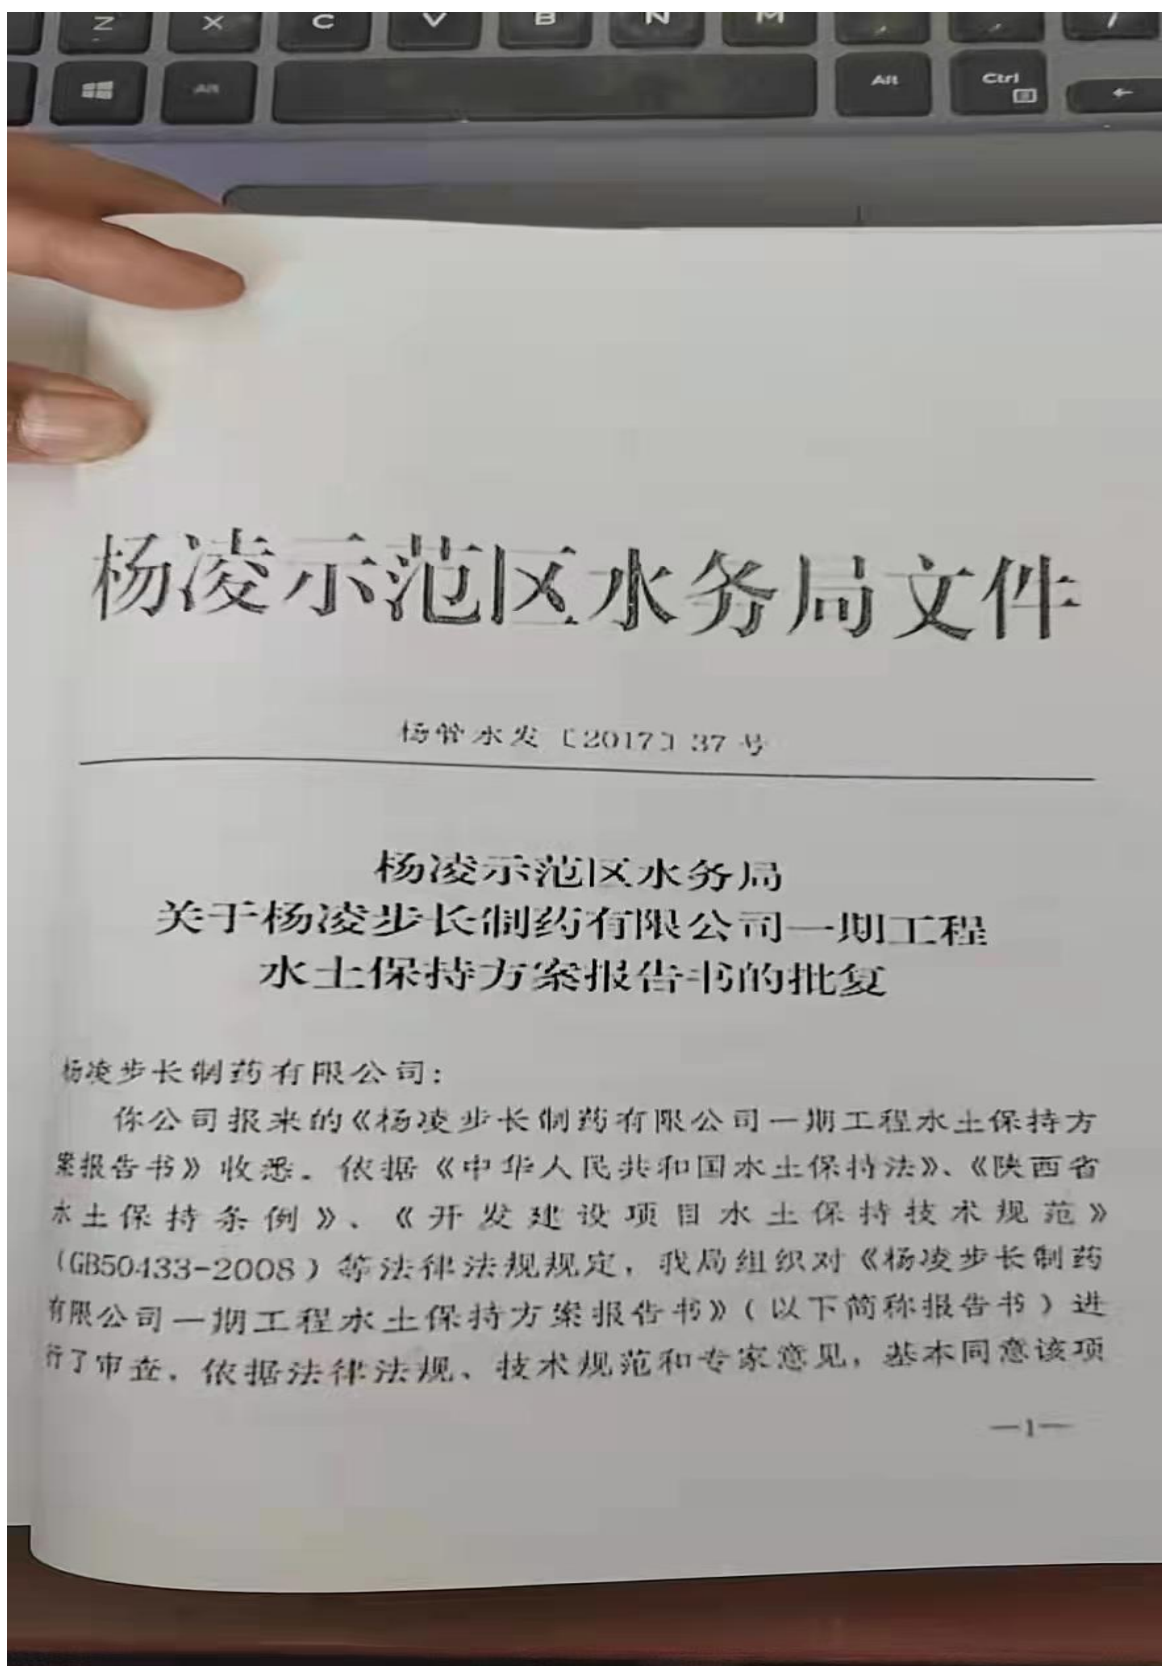 Z X C V B N M , . /
Alt Alt Ctrl ←
杨凌示范区水务局文件
杨管水发〔2017〕37号
杨凌示范区水务局
关于杨凌步长制药有限公司一期工程
水土保持方案报告书的批复
杨凌步长制药有限公司：
你公司报来的《杨凌步长制药有限公司一期工程水土保持方
案报告书》收悉。依据《中华人民共和国水土保持法》、《陕西省
水土保持条例》、《开发建设项目水土保持技术规范》
（GB50433-2008）等法律法规规定，我局组织对《杨凌步长制药
有限公司一期工程水土保持方案报告书》（以下简称报告书）进
行了审查。依据法律法规、技术规范和专家意见，基本同意该项
—1—